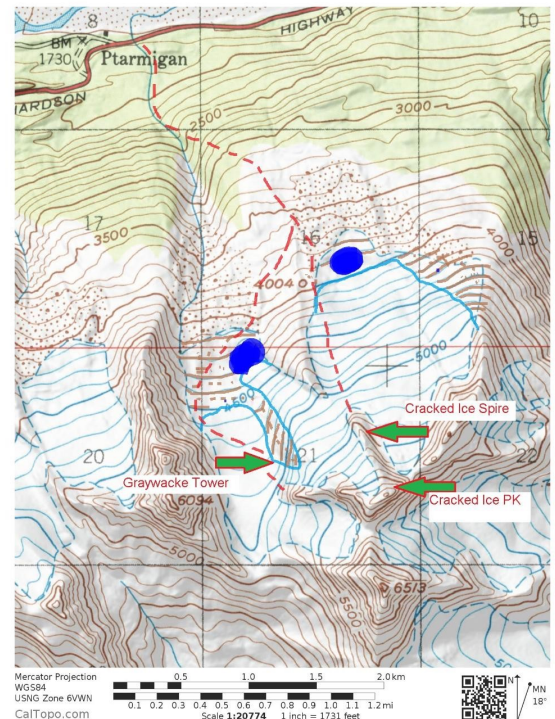 8
HIGHWAY
10
BM
1730
Ptarmigan
RICHARDSON
2500
3000
17
3500
16
15
4000
4004
5000
4500
Cracked Ice Spire
20
21
22
Graywacke Tower
Cracked Ice PK
6094
5000
6513
5500
Mercator Projection
WGS84
USNG Zone 6VWN
CalTopo.com
0.5 1.0 1.5 2.0 km
0.1 0.2 0.3 0.4 0.5 0.6 0.7 0.8 0.9 1.0 1.1 1.2 mi
Scale 1:20774 1 inch = 1731 feet
N
MN
18°